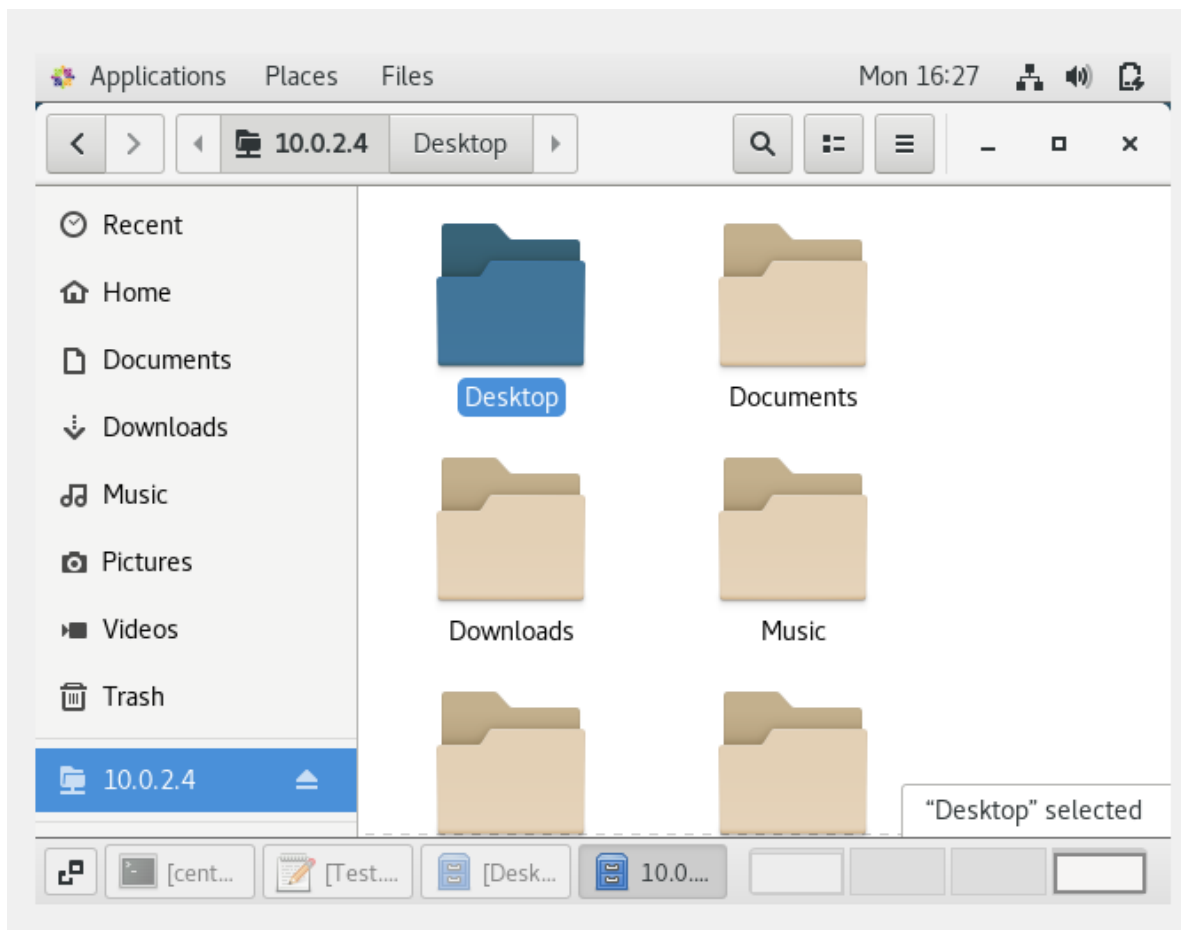 Applications Places Files Mon 16:27
10.0.2.4 Desktop
Recent
Home
Documents
Downloads
Music
Pictures
Videos
Trash
10.0.2.4
Desktop Documents
Downloads Music
“Desktop” selected
[cent... [Test.... [Desk... 10.0....